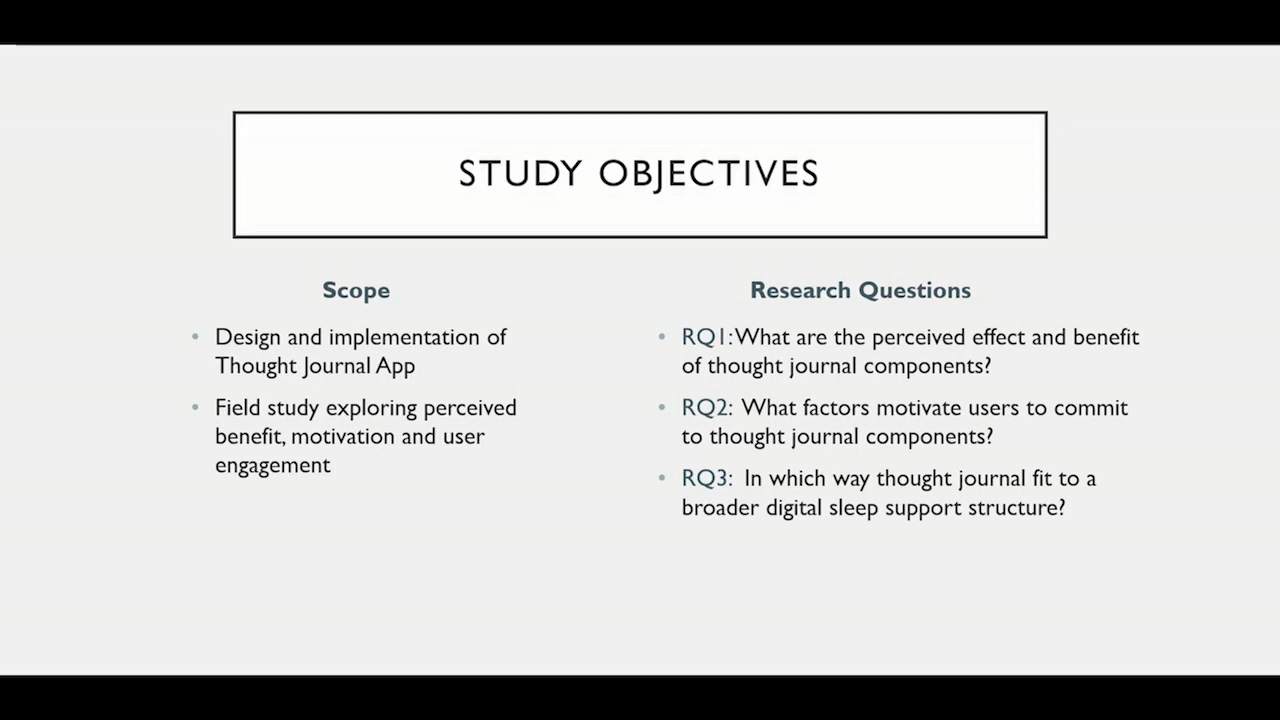 STUDY OBJECTIVES
Scope
• Design and implementation of
Thought Journal App
• Field study exploring perceived
benefit, motivation and user
engagement
Research Questions
• RQ1: What are the perceived effect and benefit
of thought journal components?
• RQ2: What factors motivate users to commit
to thought journal components?
• RQ3: In which way thought journal fit to a
broader digital sleep support structure?